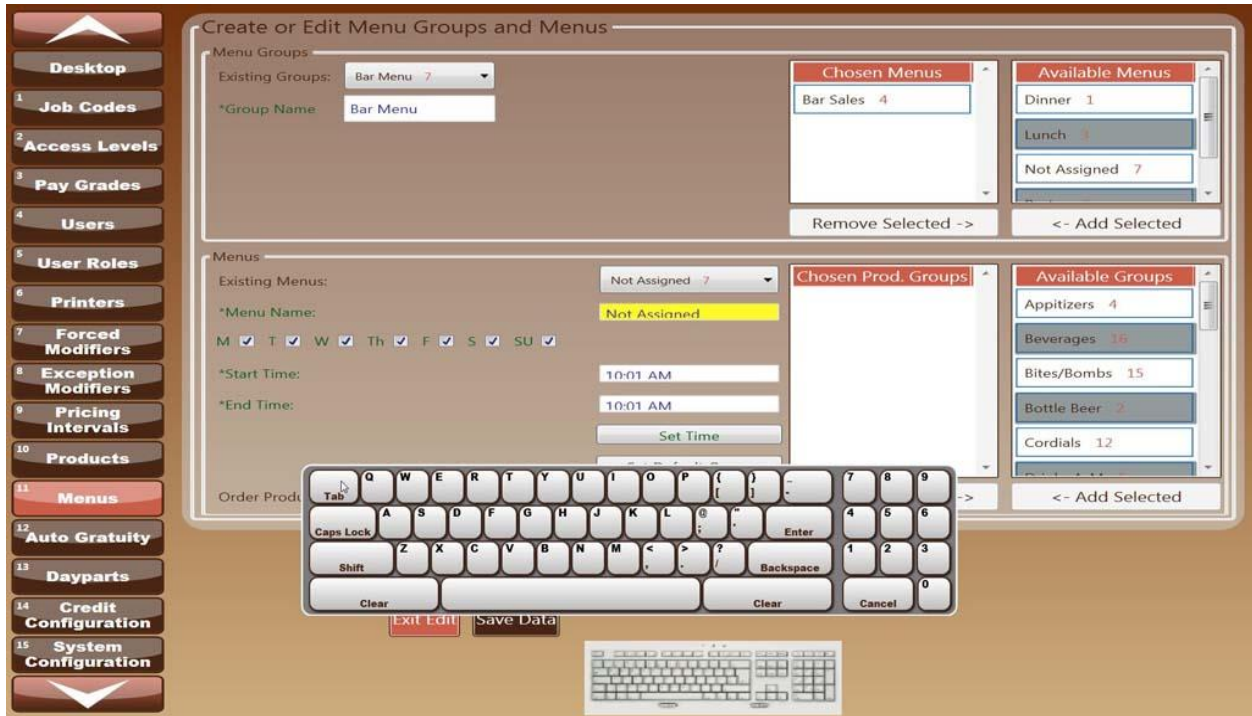 Desktop
1 Job Codes
2 Access Levels
3 Pay Grades
4 Users
5 User Roles
6 Printers
7 Forced
Modifiers
8 Exception
Modifiers
9 Pricing
Intervals
10 Products
11 Menus
12 Auto Gratuity
13 Dayparts
14 Credit
Configuration
15 System
Configuration
Create or Edit Menu Groups and Menus
Menu Groups
Existing Groups: Bar Menu 7
*Group Name Bar Menu
Chosen Menus
Bar Sales 4
Remove Selected ->
Available Menus
Dinner 1
Lunch 3
Not Assigned 7
<- Add Selected
Menus
Existing Menus: Not Assigned 7
*Menu Name: Not Assigned
M T W Th F S SU
*Start Time: 10:01 AM
*End Time: 10:01 AM
Set Time
Order
Chosen Prod. Groups
->
Available Groups
Appitizers 4
Beverages 16
Bites/Bombs 15
Bottle Beer 2
Cordials 12
<- Add Selected
Tab Q W E R T Y U I O P { [ } ] _ - 7 8 9
Caps Lock A S D F G H J K L @ ; " ' Enter 4 5 6
Shift Z X C V B N M < , > . ? / Backspace 1 2 3
Clear Clear Cancel 0
Exit Edit Save Data